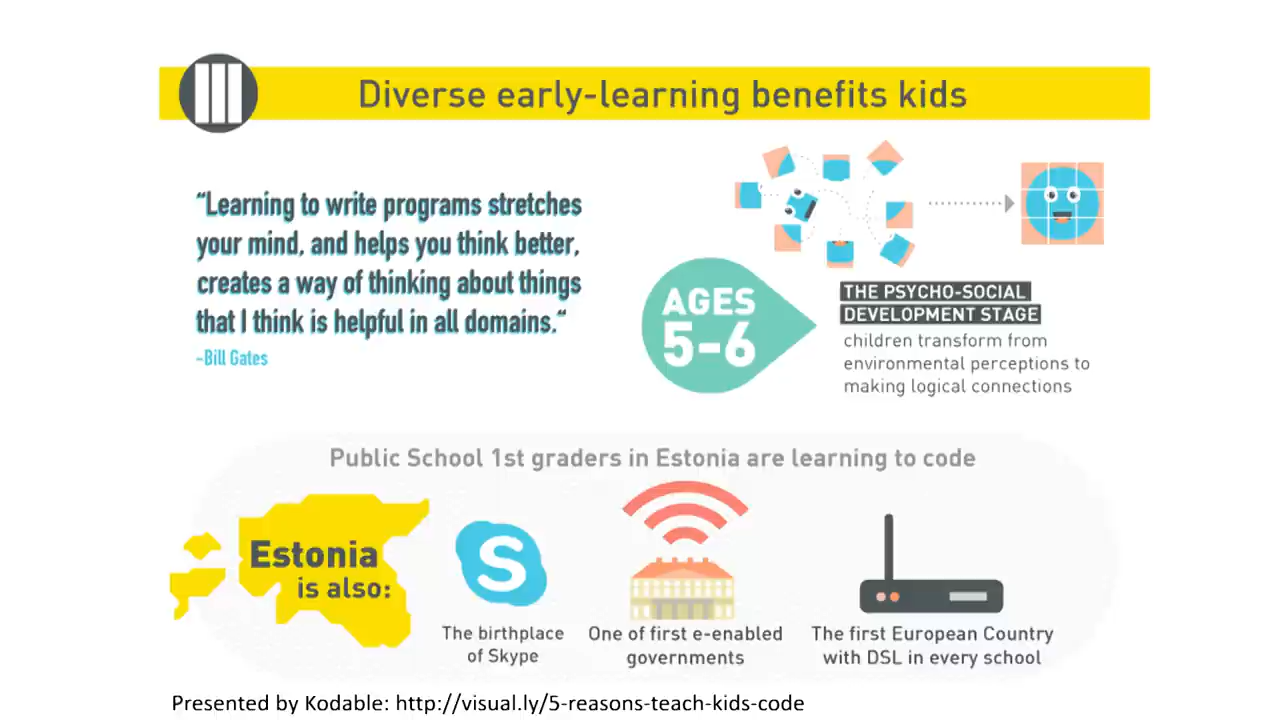 Diverse early-learning benefits kids
“Learning to write programs stretches
your mind, and helps you think better,
creates a way of thinking about things
that I think is helpful in all domains.“
-Bill Gates
AGES
5-6
THE PSYCHO-SOCIAL
DEVELOPMENT STAGE
children transform from
environmental perceptions to
making logical connections
Public School 1st graders in Estonia are learning to code
Estonia
is also:
S
The birthplace
of Skype
One of first e-enabled
governments
The first European Country
with DSL in every school
Presented by Kodable: http://visual.ly/5-reasons-teach-kids-code